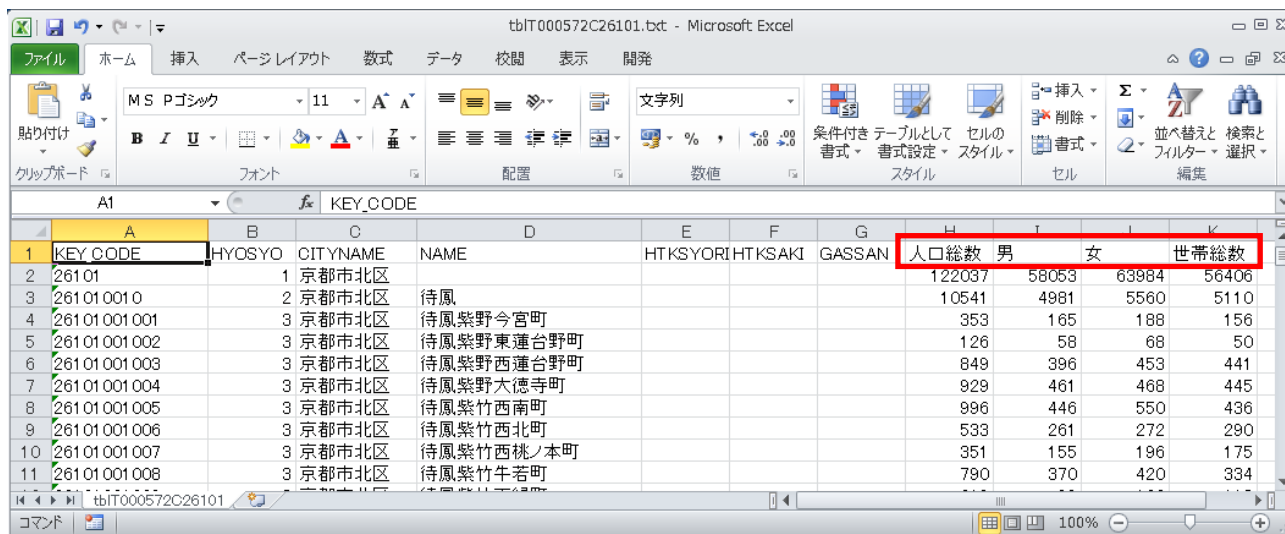 tblT000572C26101.txt - Microsoft Excel
ファイル ホーム 挿入 ページ レイアウト 数式 データ 校閲 表示 開発
MS Pゴシック 11 文字列
貼り付け B I U % , 条件付き書式 テーブルとして書式設定 セルのスタイル 挿入 削除 書式 Σ 並べ替えとフィルター 検索と選択
クリップボード フォント 配置 数値 スタイル セル 編集
A1 fx KEY_CODE
A B C D E F G H I J K
1 KEY_CODE HYOSYO CITYNAME NAME HTKSYORI HTKSAKI GASSAN 人口総数 男 女 世帯総数
2 26101 1 京都市北区 122037 58053 63984 56406
3 261010010 2 京都市北区 待鳳 10541 4981 5560 5110
4 26101001001 3 京都市北区 待鳳紫野今宮町 353 165 188 156
5 26101001002 3 京都市北区 待鳳紫野東蓮台野町 126 58 68 50
6 26101001003 3 京都市北区 待鳳紫野西蓮台野町 849 396 453 441
7 26101001004 3 京都市北区 待鳳紫野大徳寺町 929 461 468 445
8 26101001005 3 京都市北区 待鳳紫竹西南町 996 446 550 436
9 26101001006 3 京都市北区 待鳳紫竹西北町 533 261 272 290
10 26101001007 3 京都市北区 待鳳紫竹西桃ノ本町 351 155 196 175
11 26101001008 3 京都市北区 待鳳紫竹牛若町 790 370 420 334
tblT000572C26101
コマンド 100%